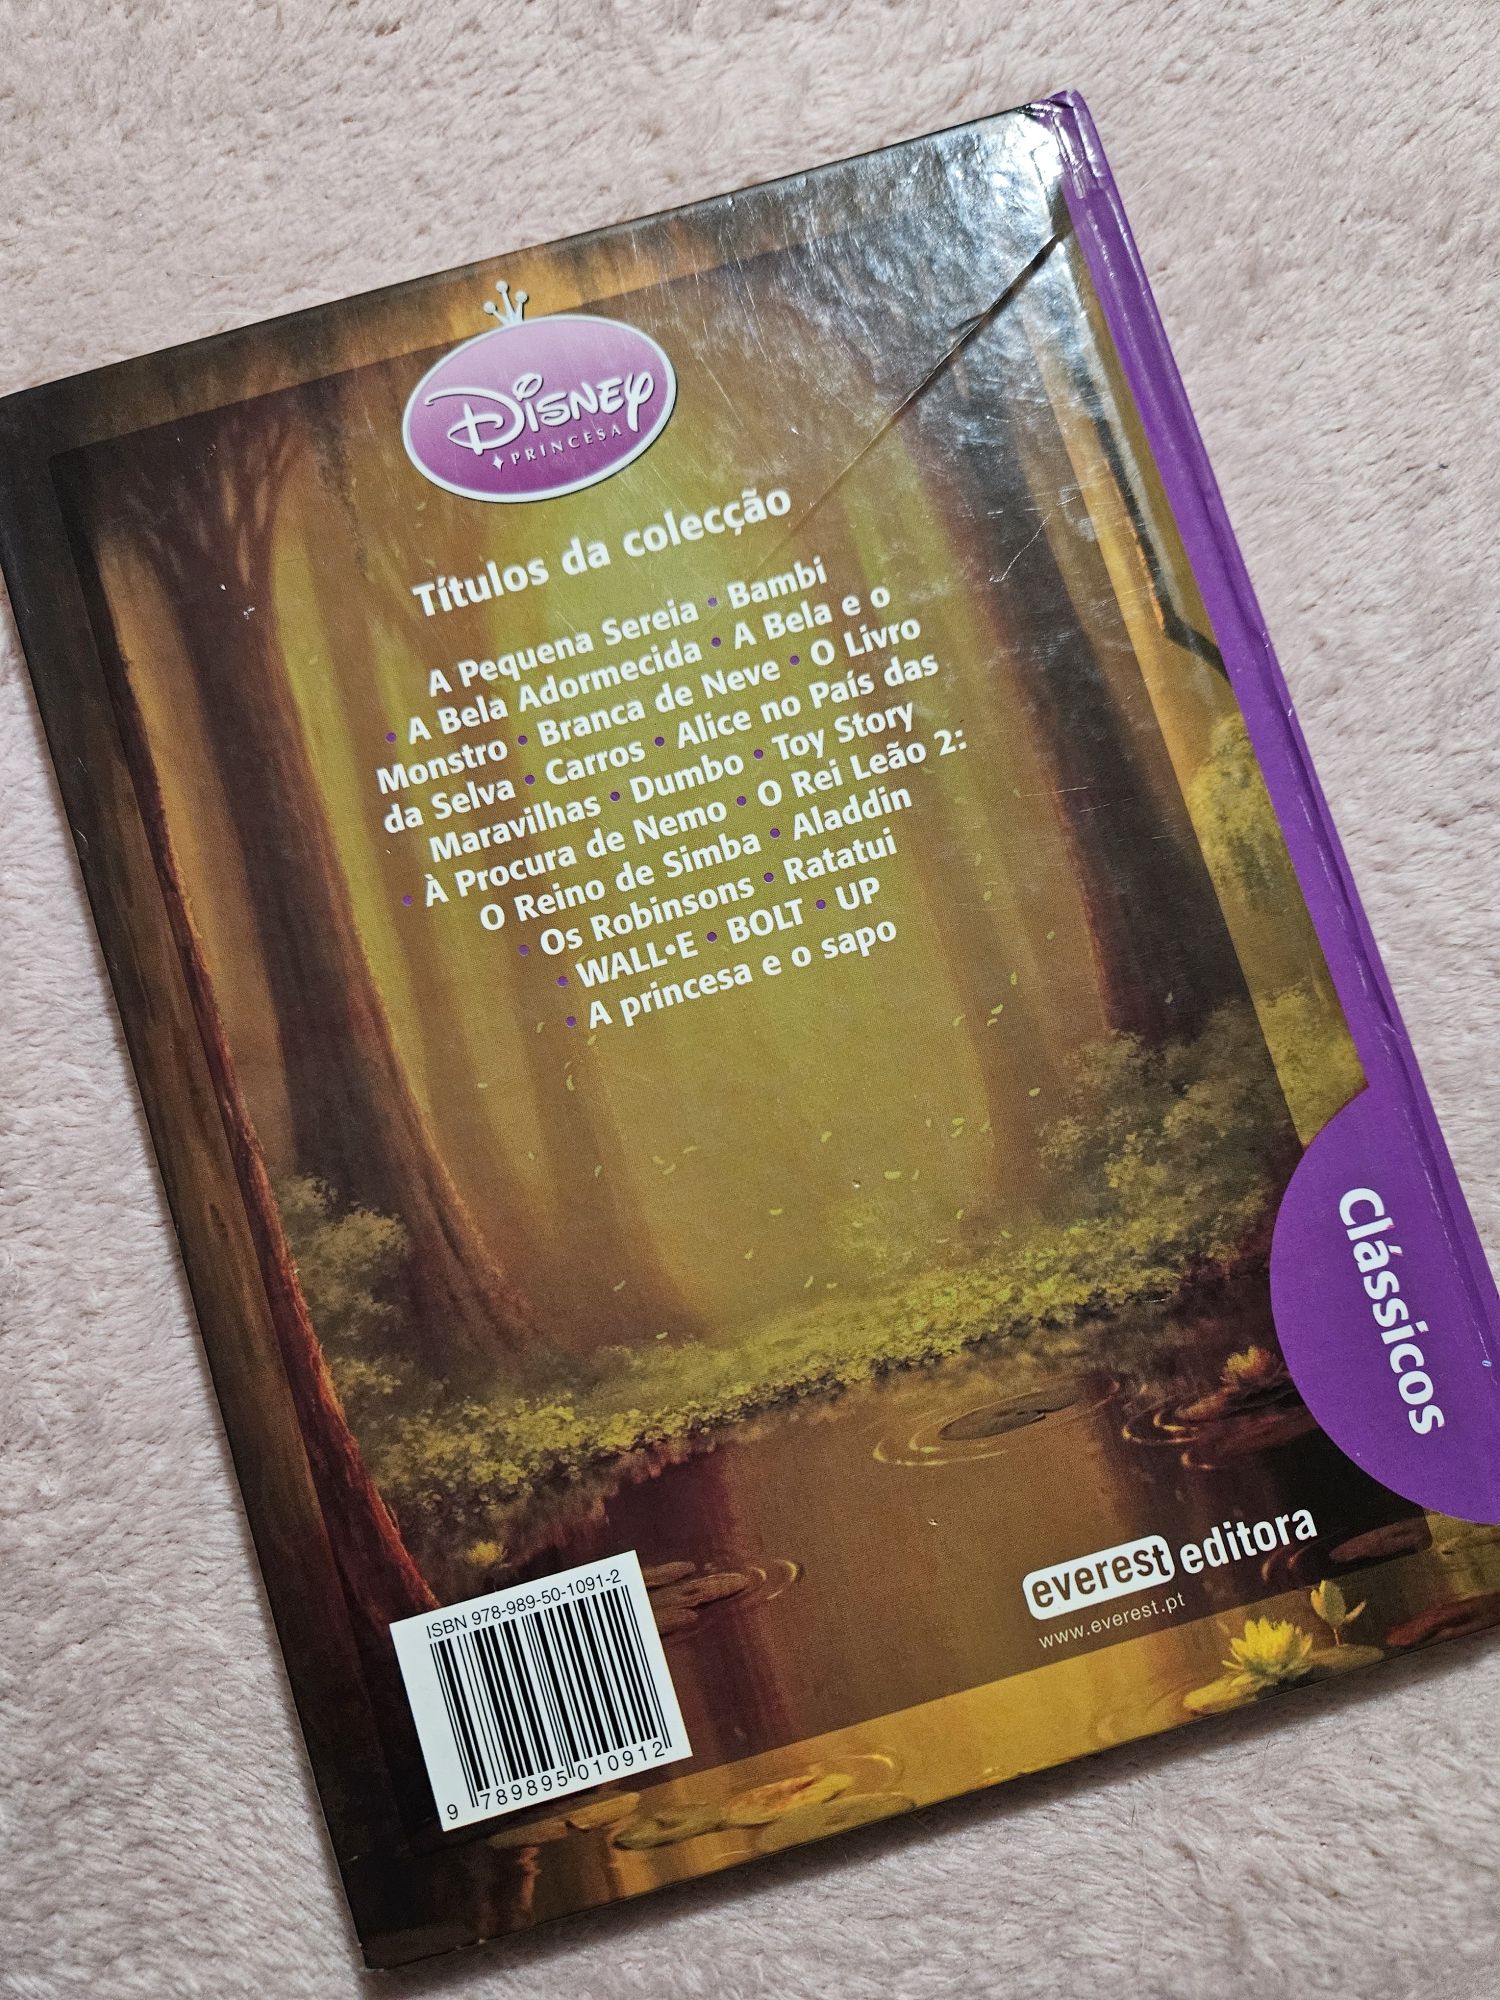 Disney
PRINCESA
Títulos da colecção
A Pequena Sereia • Bambi
• A Bela Adormecida • A Bela e o
Monstro • Branca de Neve • O Livro
da Selva • Carros • Alice no País das
Maravilhas • Dumbo • Toy Story
• À Procura de Nemo • O Rei Leão 2:
O Reino de Simba • Aladdin
• Os Robinsons • Ratatui
• WALL•E • BOLT • UP
• A princesa e o sapo
Clássicos
everest editora
www.everest.pt
ISBN 978-989-50-1091-2
9 789895 010912